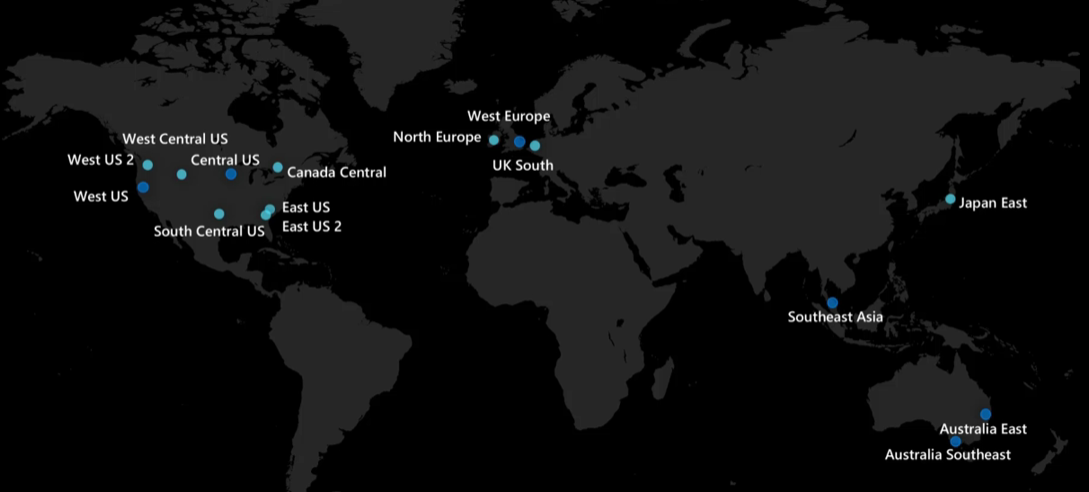 West Europe
North Europe
West Central US
West US 2
Central US
UK South
Canada Central
West US
East US
Japan East
East US 2
South Central US
Southeast Asia
Australia East
Australia Southeast